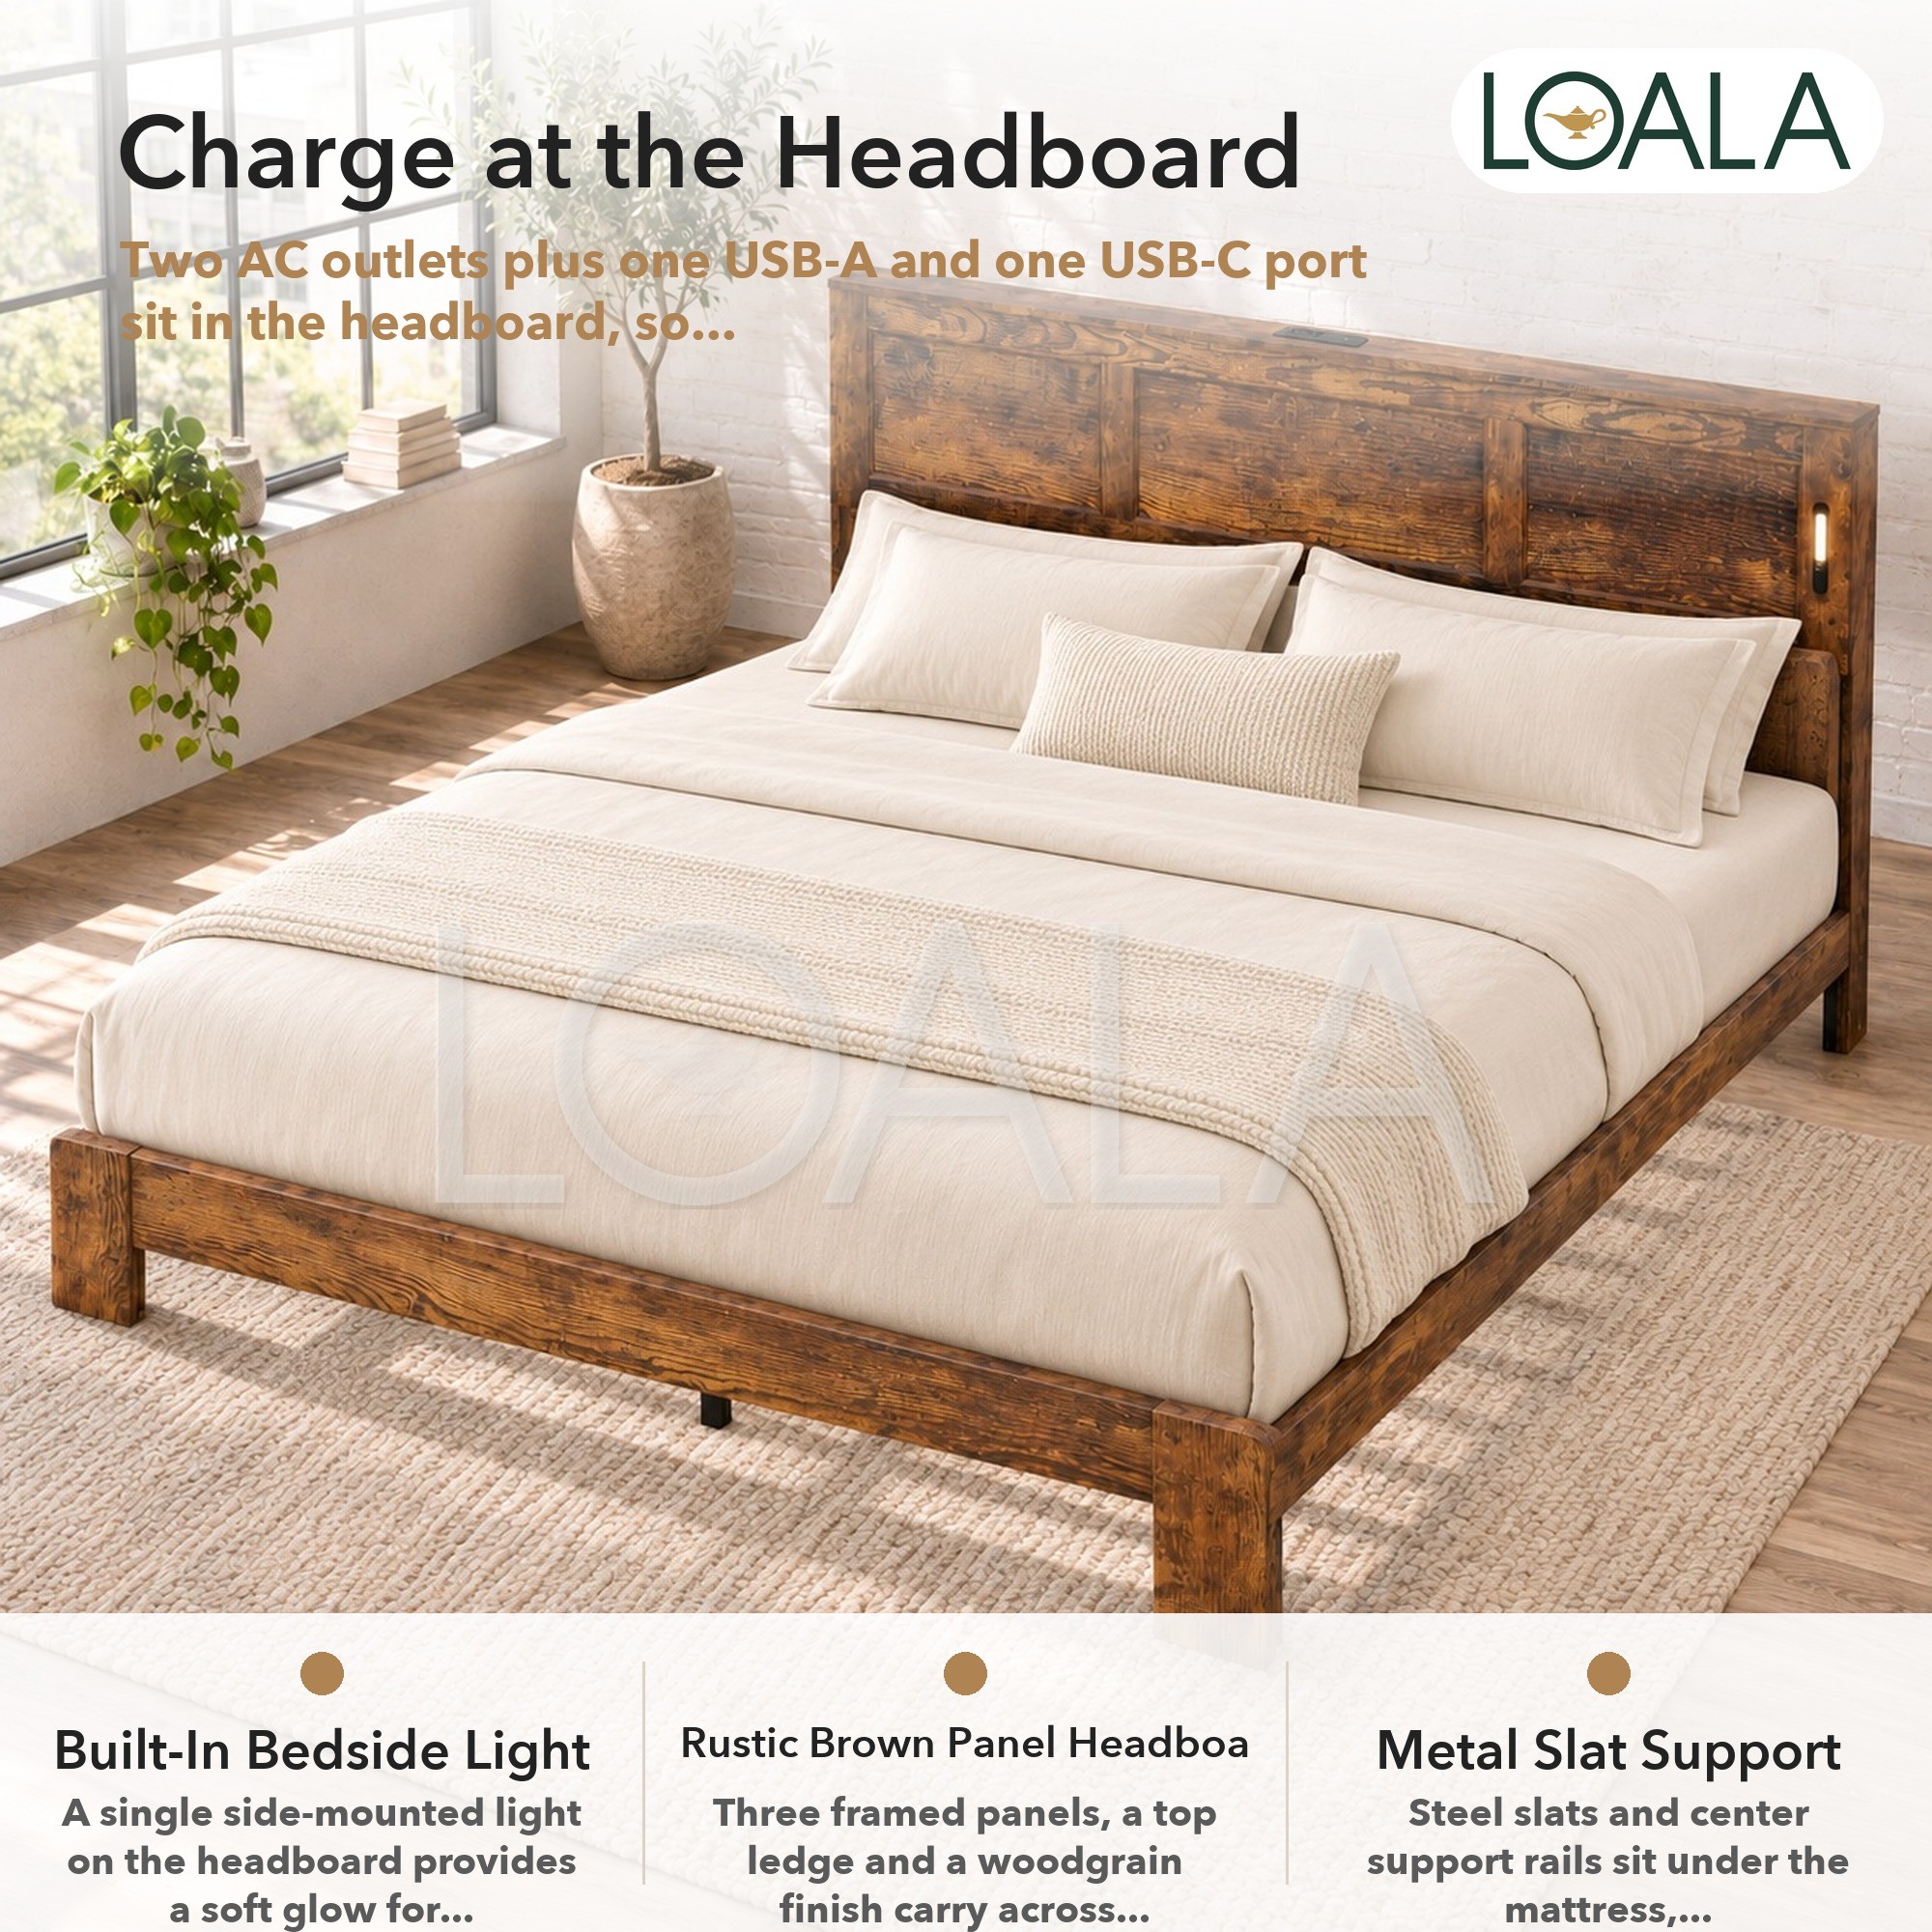 LOALA
Charge at the Headboard
Two AC outlets plus one USB-A and one USB-C port
sit in the headboard, so...
LOALA
Built-In Bedside Light
A single side-mounted light
on the headboard provides
a soft glow for...
Rustic Brown Panel Headboa
Three framed panels, a top
ledge and a woodgrain
finish carry across...
Metal Slat Support
Steel slats and center
support rails sit under the
mattress,...